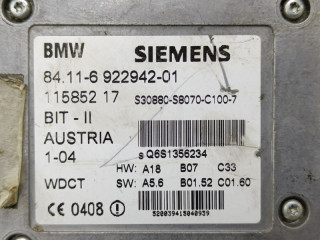 BMW SIEMENS
84.11-6 922942-01
115852 17 S30880-S8070-C100-7
BIT - II
AUSTRIA
1-04 S Q6S1356234
HW: A18 B07 C33
WDCT SW: A5.6 B01.52 C01.60
CE 0408 !
52803941S040939